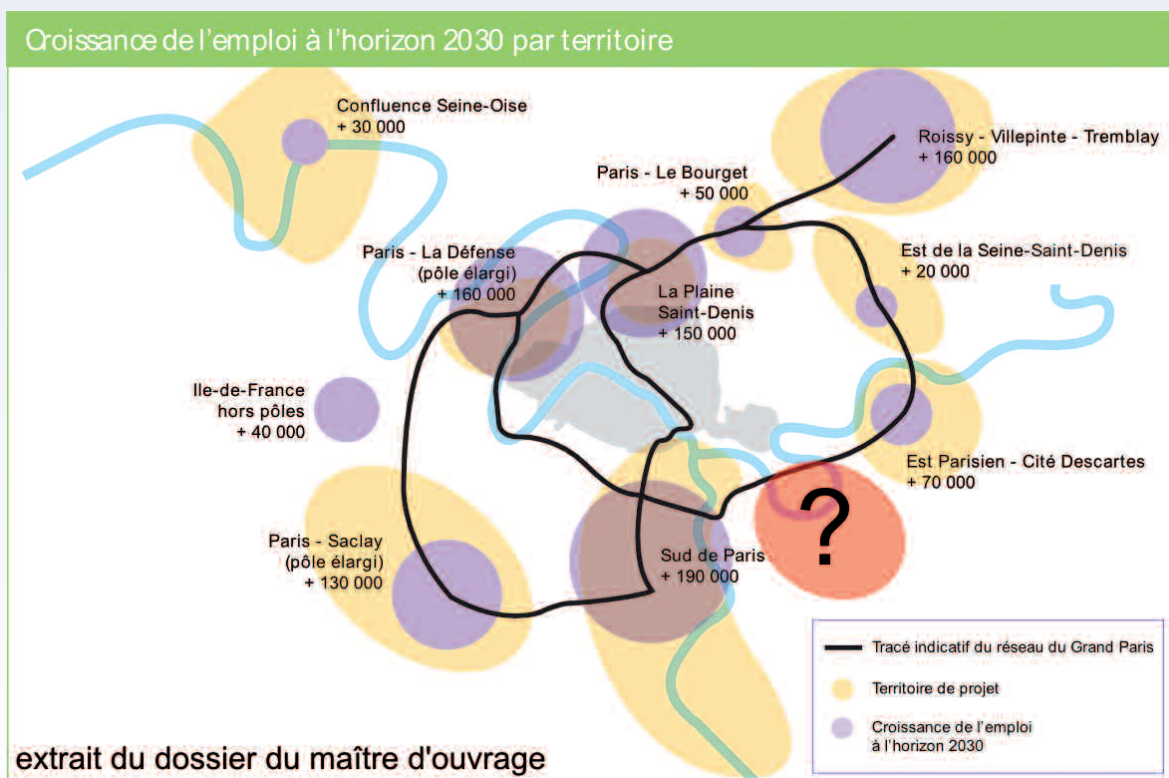 Croissance de l'emploi à l'horizon 2030 par territoire
Confluence Seine-Oise
+ 30 000
Roissy - Villepinte - Tremblay
+ 160 000
Paris - Le Bourget
+ 50 000
Paris - La Défense
(pôle élargi)
+ 160 000
Est de la Seine-Saint-Denis
+ 20 000
La Plaine
Saint-Denis
+ 150 000
Ile-de-France
hors pôles
+ 40 000
Est Parisien - Cité Descartes
+ 70 000
?
Paris - Saclay
(pôle élargi)
+ 130 000
Sud de Paris
+ 190 000
Tracé indicatif du réseau du Grand Paris
Territoire de projet
Croissance de l'emploi
à l'horizon 2030
extrait du dossier du maître d'ouvrage